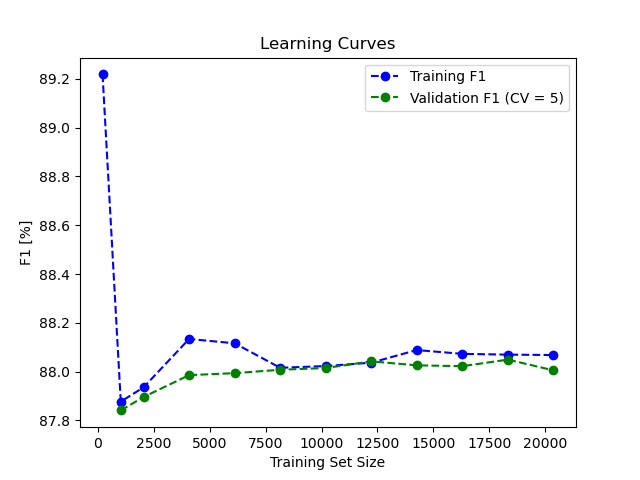 Learning Curves
Training F1
Validation F1 (CV = 5)
89.2
89.0
88.8
88.6
88.4
88.2
88.0
87.8
F1 [%]
0 2500 5000 7500 10000 12500 15000 17500 20000
Training Set Size